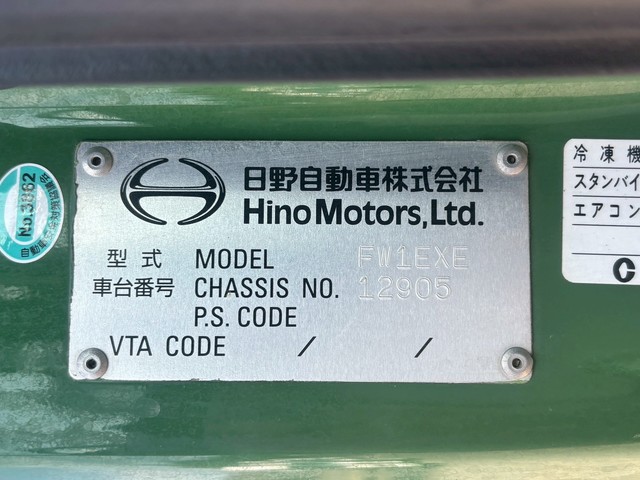 日野自動車株式会社
Hino Motors, Ltd.
型式 MODEL FW1EXE
車台番号 CHASSIS NO. 12905
P.S. CODE
VTA CODE / /
No.3062
冷凍機
スタンバイ
エアコン
C